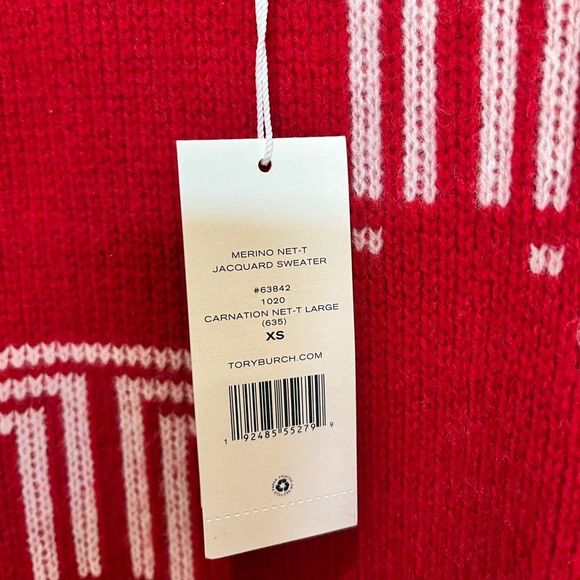 MERINO NET-T
JACQUARD SWEATER
#63842
1020
CARNATION NET-T LARGE
(635)
XS
TORYBURCH.COM
1 92485 55279 9